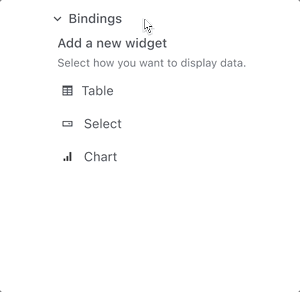 Bindings
Add a new widget
Select how you want to display data.
Table
Select
Chart